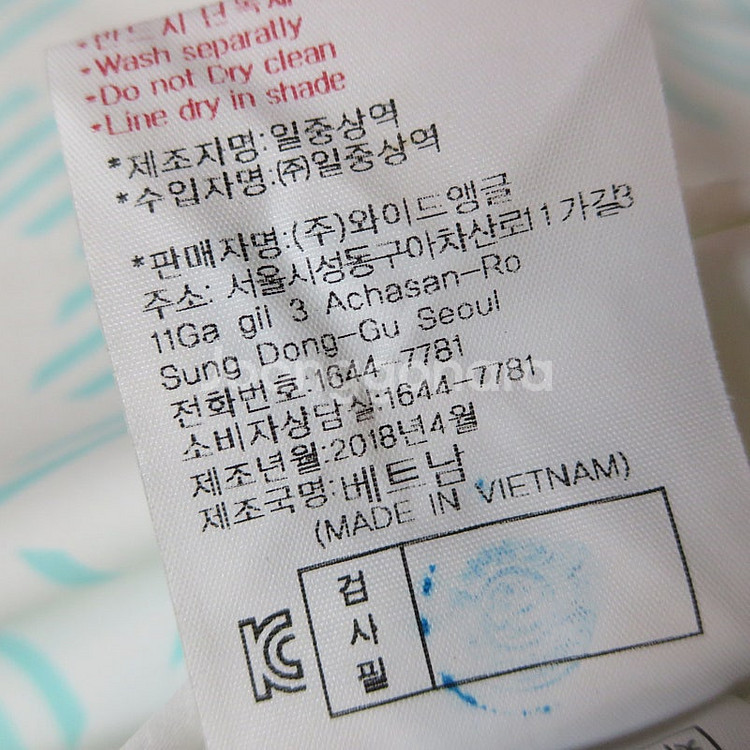 •Wash separatly
•Do not Dry clean
•Line dry in shade
*제조자명:일중상역
*수입자명:(주)일중상역
*판매자명:(주)와이드앵글
주소: 서울시성동구아차산로11가길3
11Ga gil 3 Achasan-Ro
Sung Dong-Gu Seoul
전화번호:1644-7781
소비자상담실:1644-7781
제조년월:2018년4월
제조국명:베트남
(MADE IN VIETNAM)
검사필
KC
Joonggonara